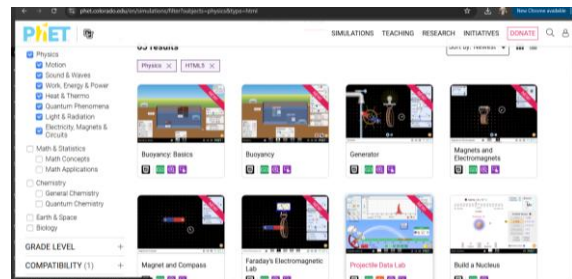 phet.colorado.edu/en/simulations/filter?subjects=physics&type=html
New Chrome available
PhET
SIMULATIONS TEACHING RESEARCH INITIATIVES DONATE
65 results
Sort by: Newest
Physics X HTML5 X
Physics
Motion
Sound & Waves
Work, Energy & Power
Heat & Thermo
Quantum Phenomena
Light & Radiation
Electricity, Magnets & Circuits
Math & Statistics
Math Concepts
Math Applications
Chemistry
General Chemistry
Quantum Chemistry
Earth & Space
Biology
GRADE LEVEL +
COMPATIBILITY (1) +
Buoyancy: Basics
Buoyancy
Generator
Magnets and
Electromagnets
Magnet and Compass
Faraday's Electromagnetic
Lab
Projectile Data Lab
Build a Nucleus